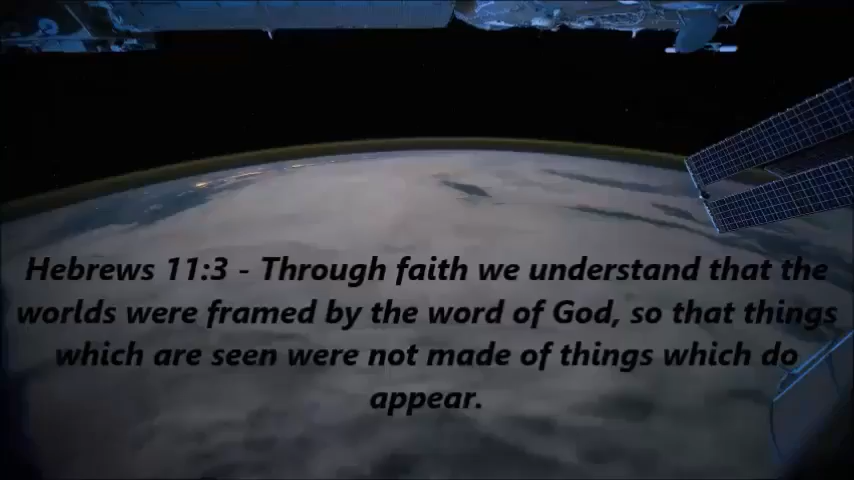 Hebrews 11:3 - Through faith we understand that the
worlds were framed by the word of God, so that things
which are seen were not made of things which do
appear.